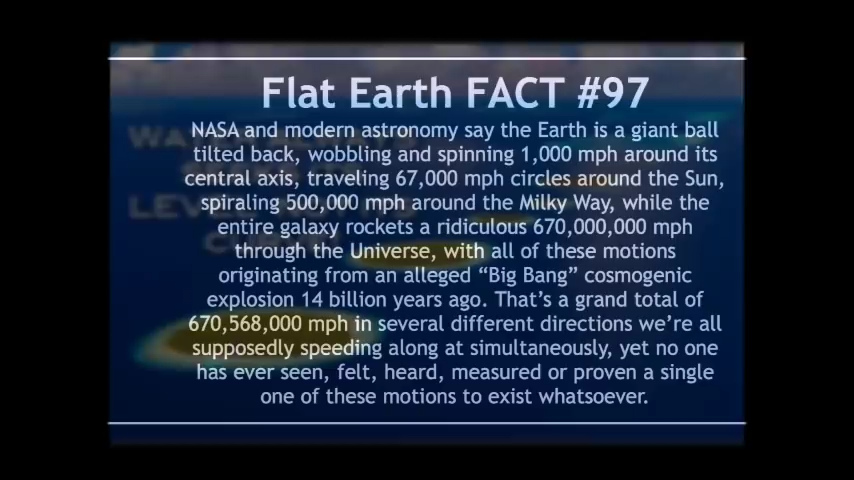 Flat Earth FACT #97
NASA and modern astronomy say the Earth is a giant ball
tilted back, wobbling and spinning 1,000 mph around its
central axis, traveling 67,000 mph circles around the Sun,
spiraling 500,000 mph around the Milky Way, while the
entire galaxy rockets a ridiculous 670,000,000 mph
through the Universe, with all of these motions
originating from an alleged “Big Bang” cosmogenic
explosion 14 billion years ago. That’s a grand total of
670,568,000 mph in several different directions we’re all
supposedly speeding along at simultaneously, yet no one
has ever seen, felt, heard, measured or proven a single
one of these motions to exist whatsoever.